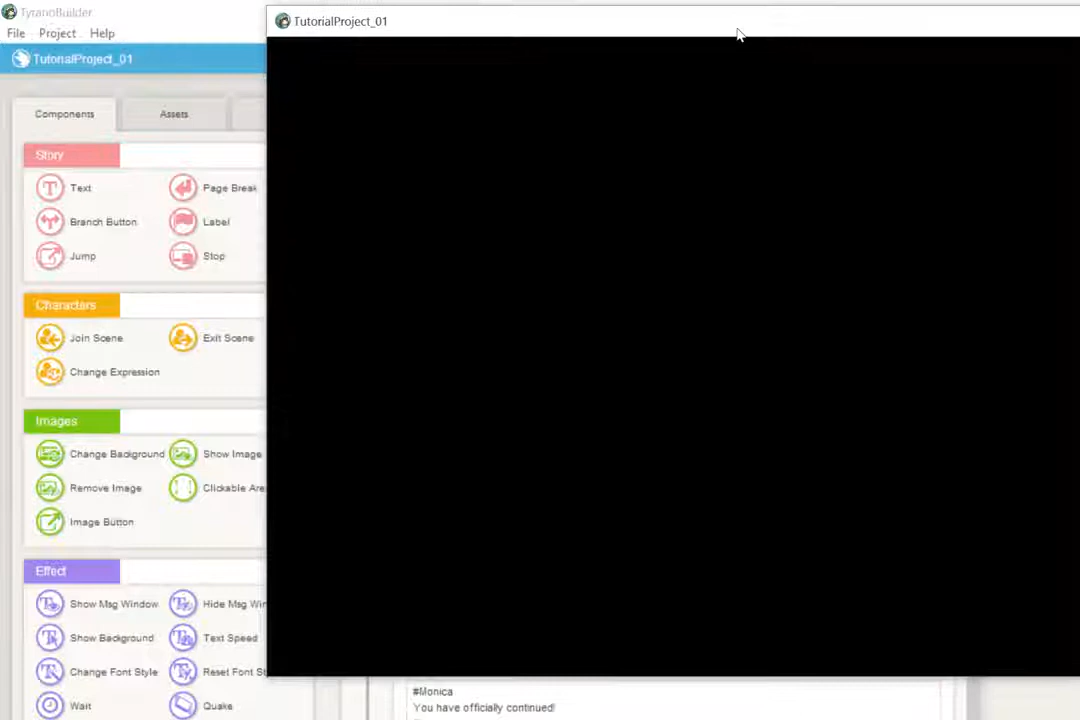 TyranoBuilder
File Project Help
TutorialProject_01
TutorialProject_01
Components Assets
Story
Text Page Break
Branch Button Label
Jump Stop
Characters
Join Scene Exit Scene
Change Expression
Images
Change Background Show Image
Remove Image Clickable Are
Image Button
Effect
Show Msg Window Hide Msg Win
Show Background Text Speed
Change Font Style Reset Font St
Wait Quake
#Monica
You have officially continued!